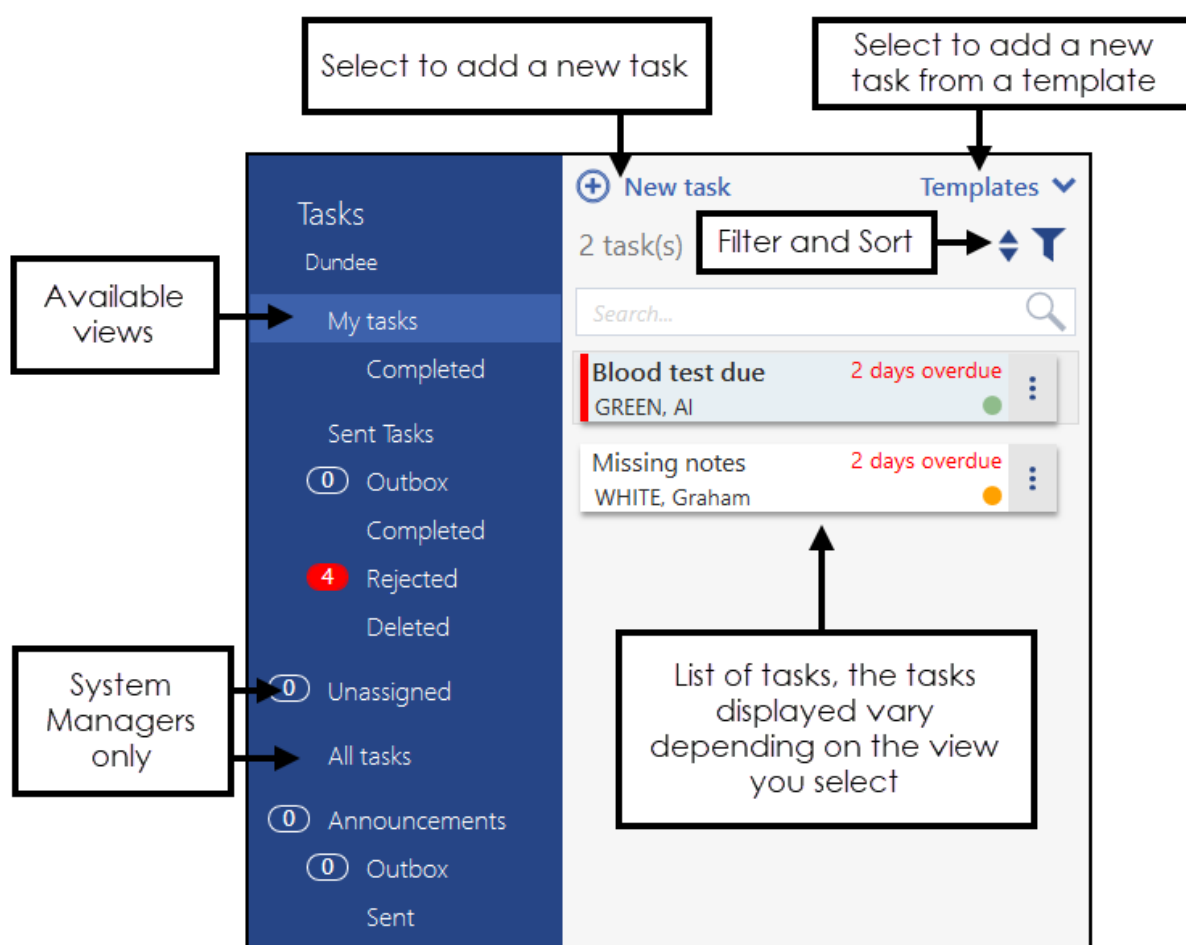 Select to add a new task
Select to add a new
task from a template
Tasks
Dundee
Available
views
My tasks
Completed
Sent Tasks
0 Outbox
Completed
4 Rejected
Deleted
System
Managers
only
0 Unassigned
All tasks
0 Announcements
0 Outbox
Sent
New task
Templates
2 task(s)
Filter and Sort
Search...
Blood test due 2 days overdue
GREEN, Al
Missing notes 2 days overdue
WHITE, Graham
List of tasks, the tasks
displayed vary
depending on the view
you select